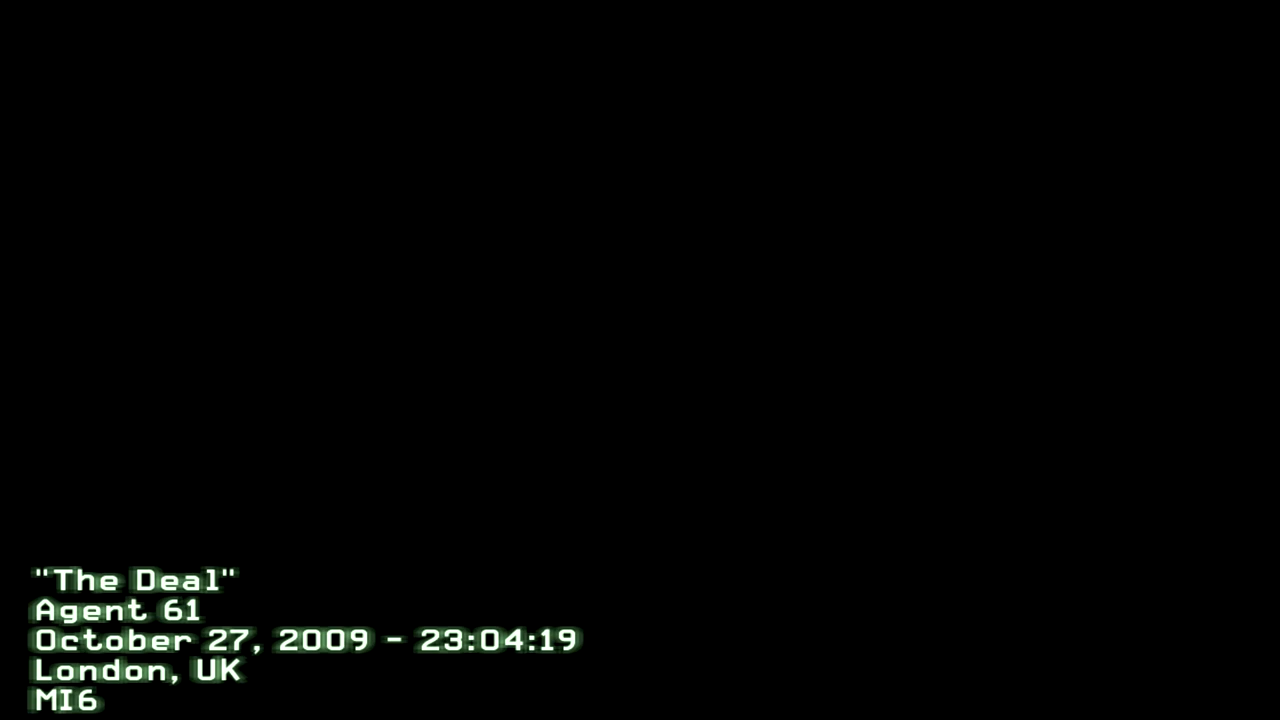 "The Deal"
Agent 61
October 27, 2009 - 23:04:19
London, UK
MI6